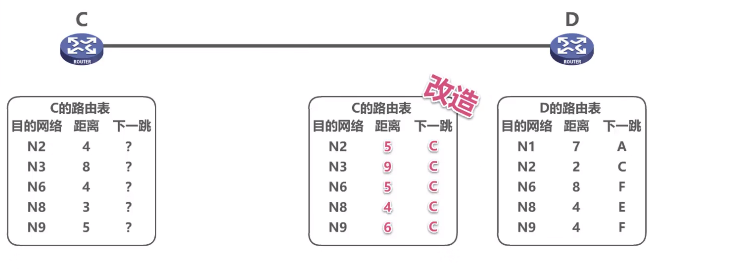 C
D
ROUTER
ROUTER
C的路由表
目的网络 距离 下一跳
N2 4 ?
N3 8 ?
N6 4 ?
N8 3 ?
N9 5 ?
改造
C的路由表
目的网络 距离 下一跳
N2 5 C
N3 9 C
N6 5 C
N8 4 C
N9 6 C
D的路由表
目的网络 距离 下一跳
N1 7 A
N2 2 C
N6 8 F
N8 4 E
N9 4 F